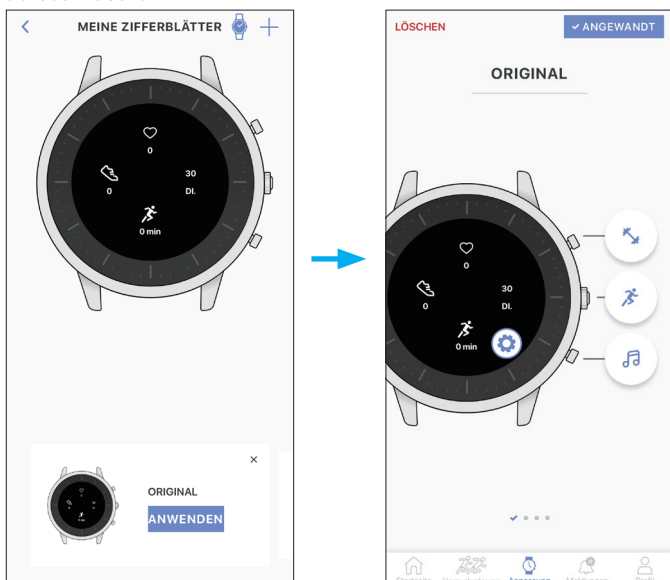 MEINE ZIFFERBLÄTTER
0
0
30
DI.
0 min
ORIGINAL
ANWENDEN
LÖSCHEN
ANGEWANDT
ORIGINAL
0
0
30
DI.
0 min